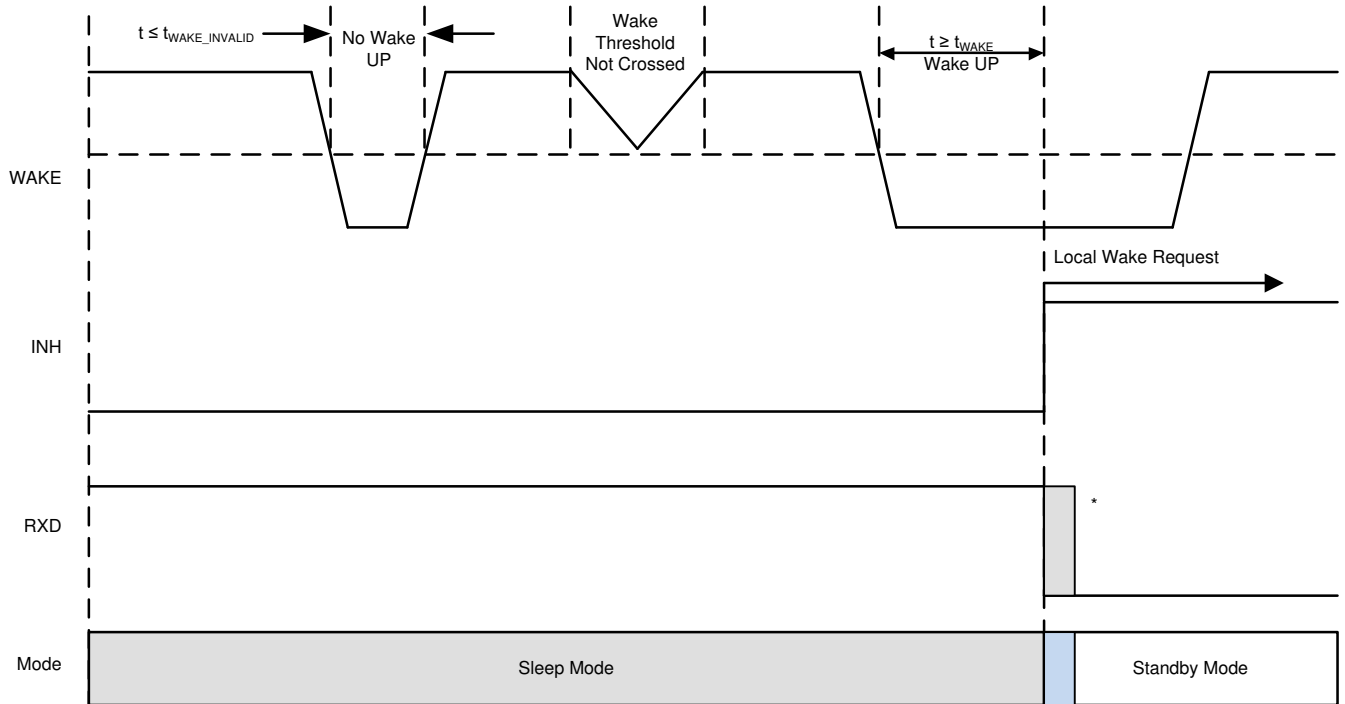 t ≤ tWAKE_INVALID
No Wake
UP
Wake
Threshold
Not Crossed
t ≥ tWAKE
Wake UP
WAKE
Local Wake Request
INH
RXD
*
Mode
Sleep Mode
Standby Mode